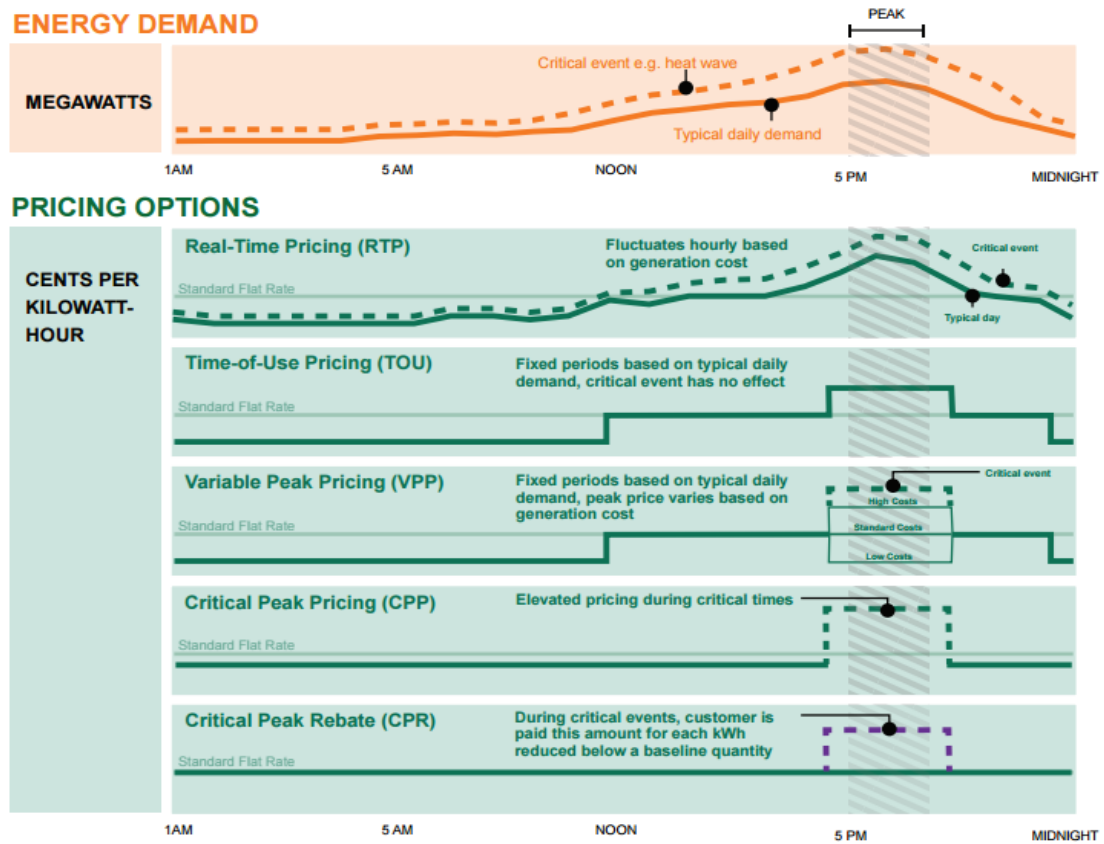 ENERGY DEMAND
PEAK
MEGAWATTS
Critical event e.g. heat wave
Typical daily demand
1AM
5 AM
NOON
5 PM
MIDNIGHT
PRICING OPTIONS
CENTS PER
KILOWATT-
HOUR
Real-Time Pricing (RTP)
Fluctuates hourly based
on generation cost
Critical event
Standard Flat Rate
Typical day
Time-of-Use Pricing (TOU)
Fixed periods based on typical daily
demand, critical event has no effect
Standard Flat Rate
Variable Peak Pricing (VPP)
Fixed periods based on typical daily
demand, peak price varies based on
generation cost
Critical event
High Costs
Standard Flat Rate
Standard Costs
Low Costs
Critical Peak Pricing (CPP)
Elevated pricing during critical times
Standard Flat Rate
Critical Peak Rebate (CPR)
During critical events, customer is
paid this amount for each kWh
reduced below a baseline quantity
Standard Flat Rate
1AM
5 AM
NOON
5 PM
MIDNIGHT